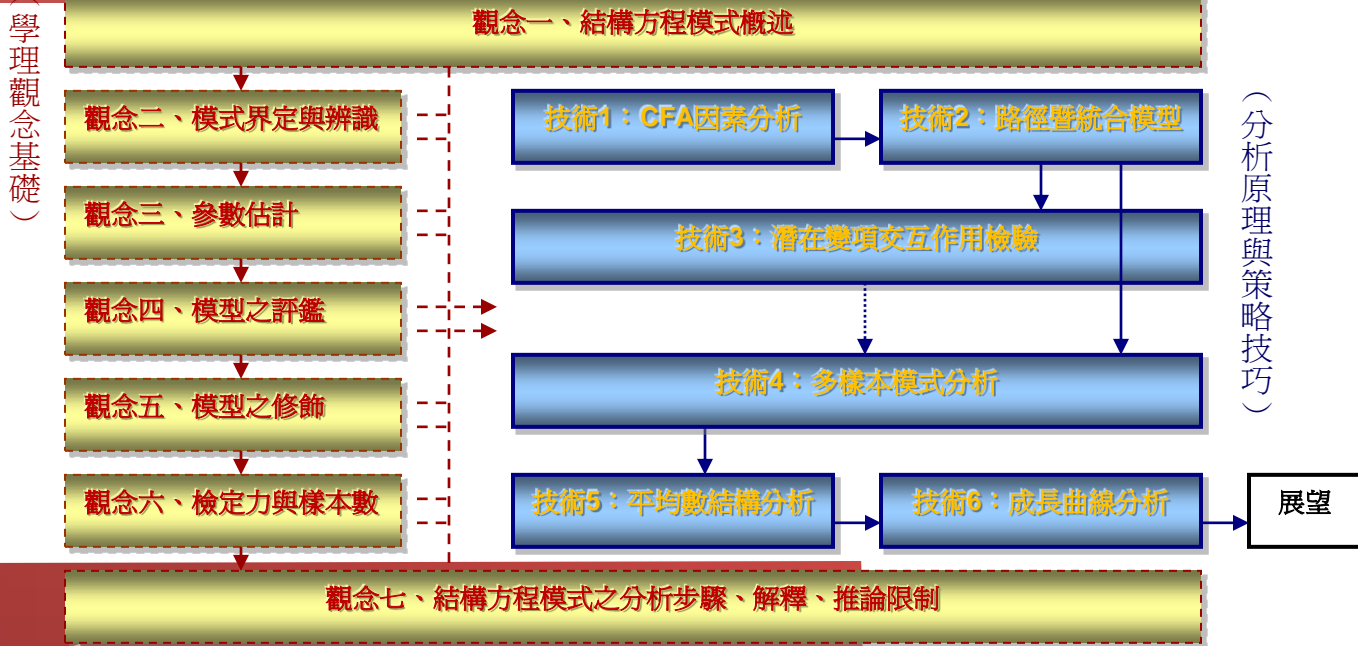 （學理觀念基礎）
觀念一、結構方程模式概述
觀念二、模式界定與辨識
觀念三、參數估計
觀念四、模型之評鑑
觀念五、模型之修飾
觀念六、檢定力與樣本數
觀念七、結構方程模式之分析步驟、解釋、推論限制
技術1：CFA因素分析
技術2：路徑暨統合模型
技術3：潛在變項交互作用檢驗
技術4：多樣本模式分析
技術5：平均數結構分析
技術6：成長曲線分析
展望
（分析原理與策略技巧）